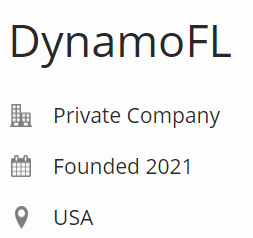 DynamoFL
Private Company
Founded 2021
USA